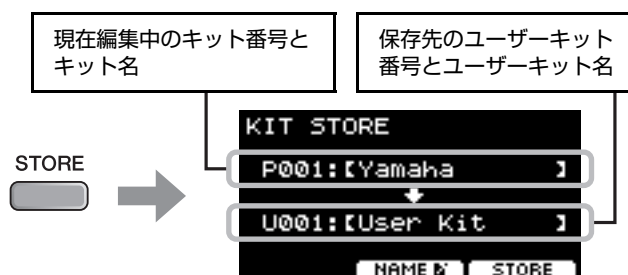 現在編集中のキット番号と
キット名
保存先のユーザーキット
番号とユーザーキット名
STORE
KIT STORE
P001:【Yamaha 】
U001:【User Kit 】
NAME
STORE